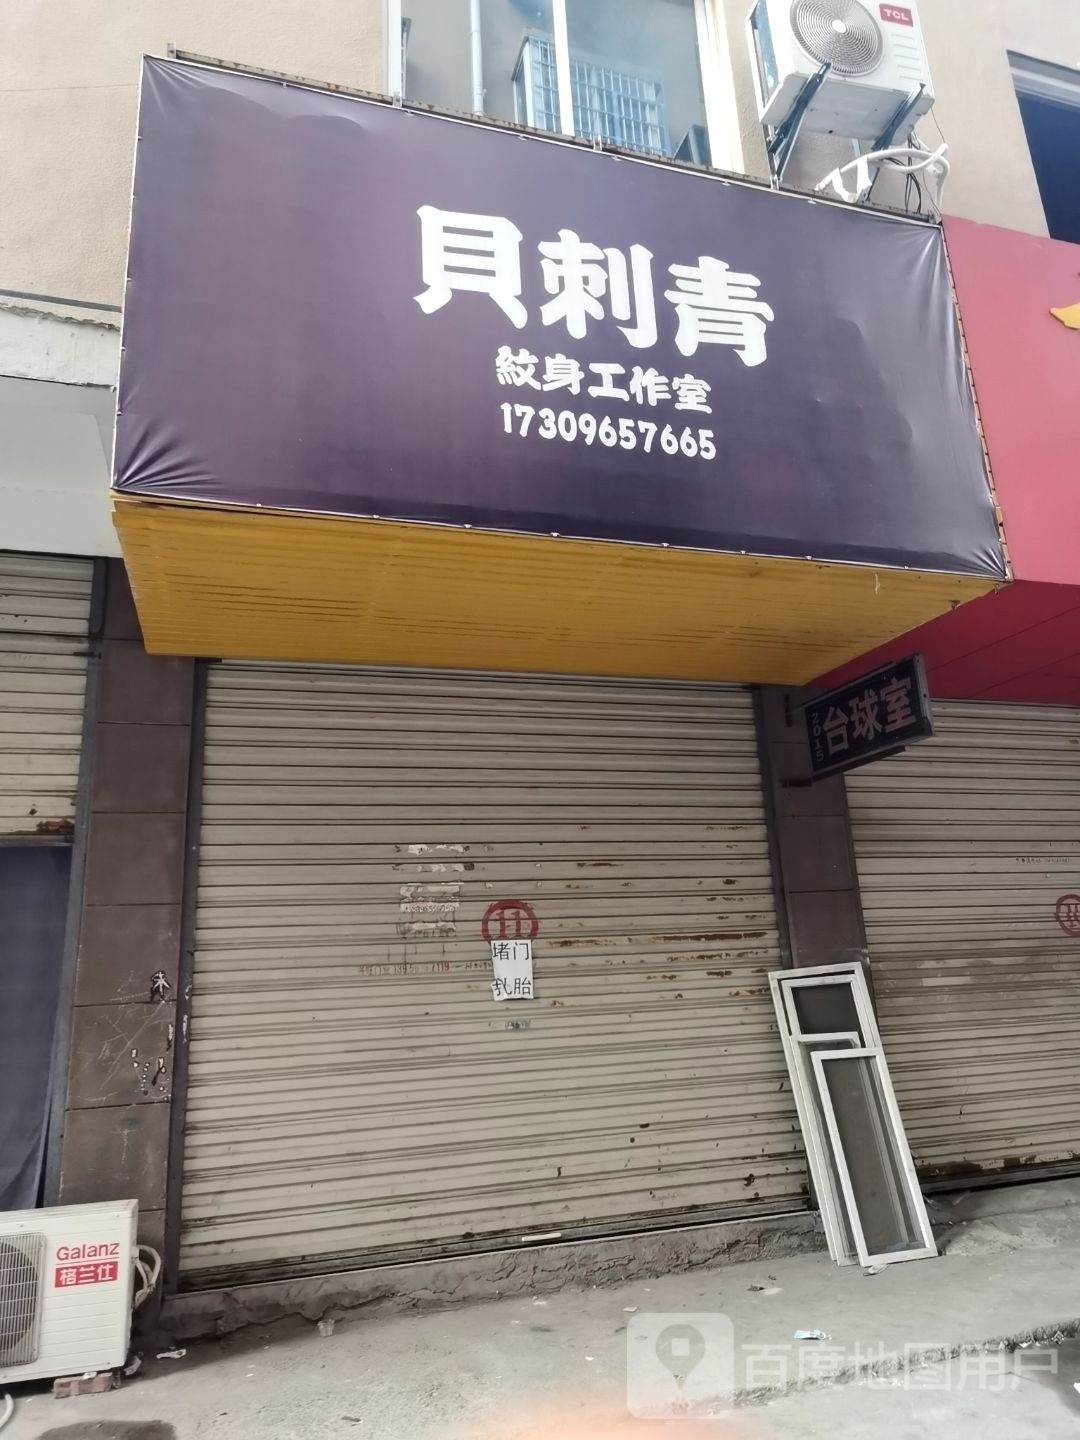 TCL
貝刺青
紋身工作室
17309657665
2015
台球室
11
堵门
扎胎
Galanz
格兰仕
百度地图用户